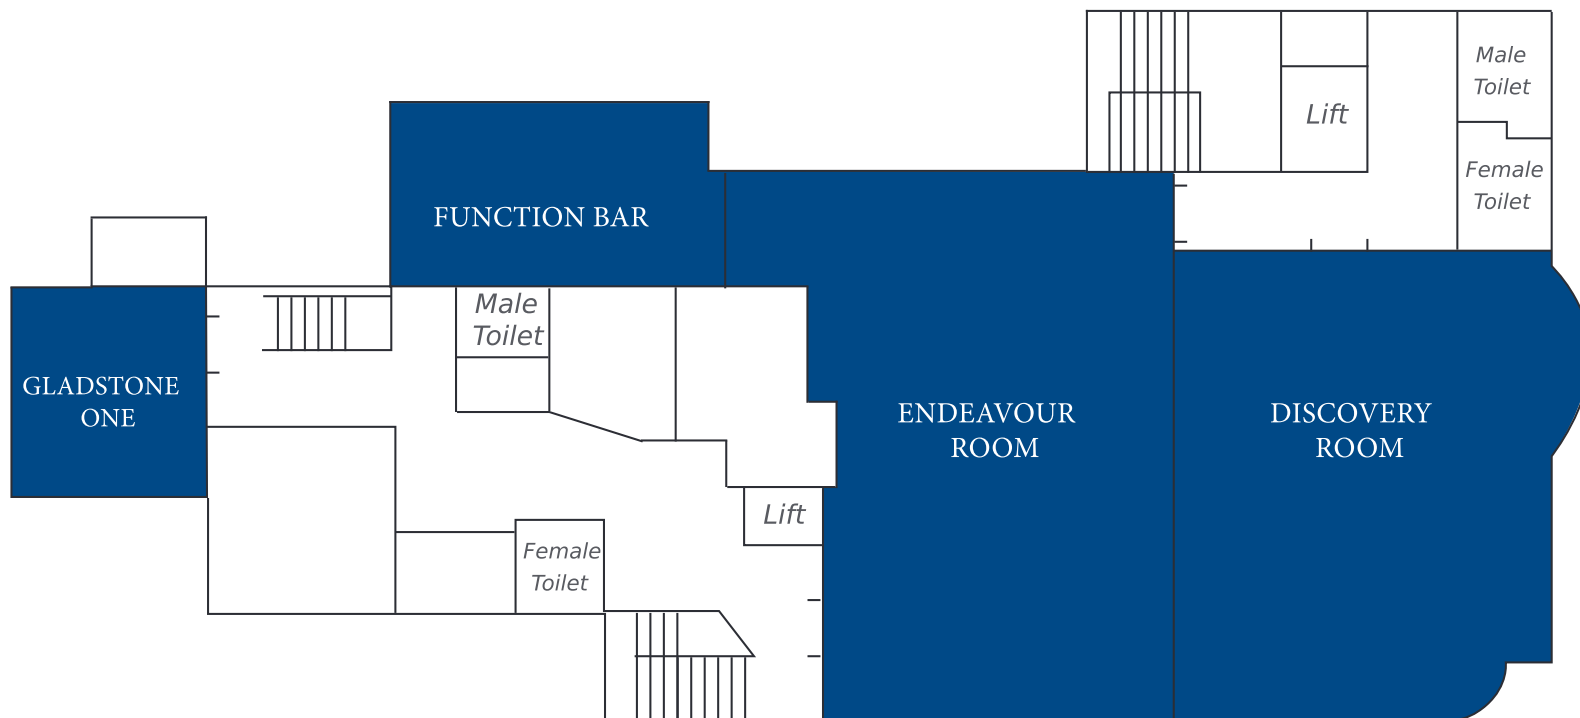 Male
Toilet
Lift
Female
Toilet
FUNCTION BAR
Male
Toilet
GLADSTONE
ONE
ENDEAVOUR
ROOM
DISCOVERY
ROOM
Lift
Female
Toilet